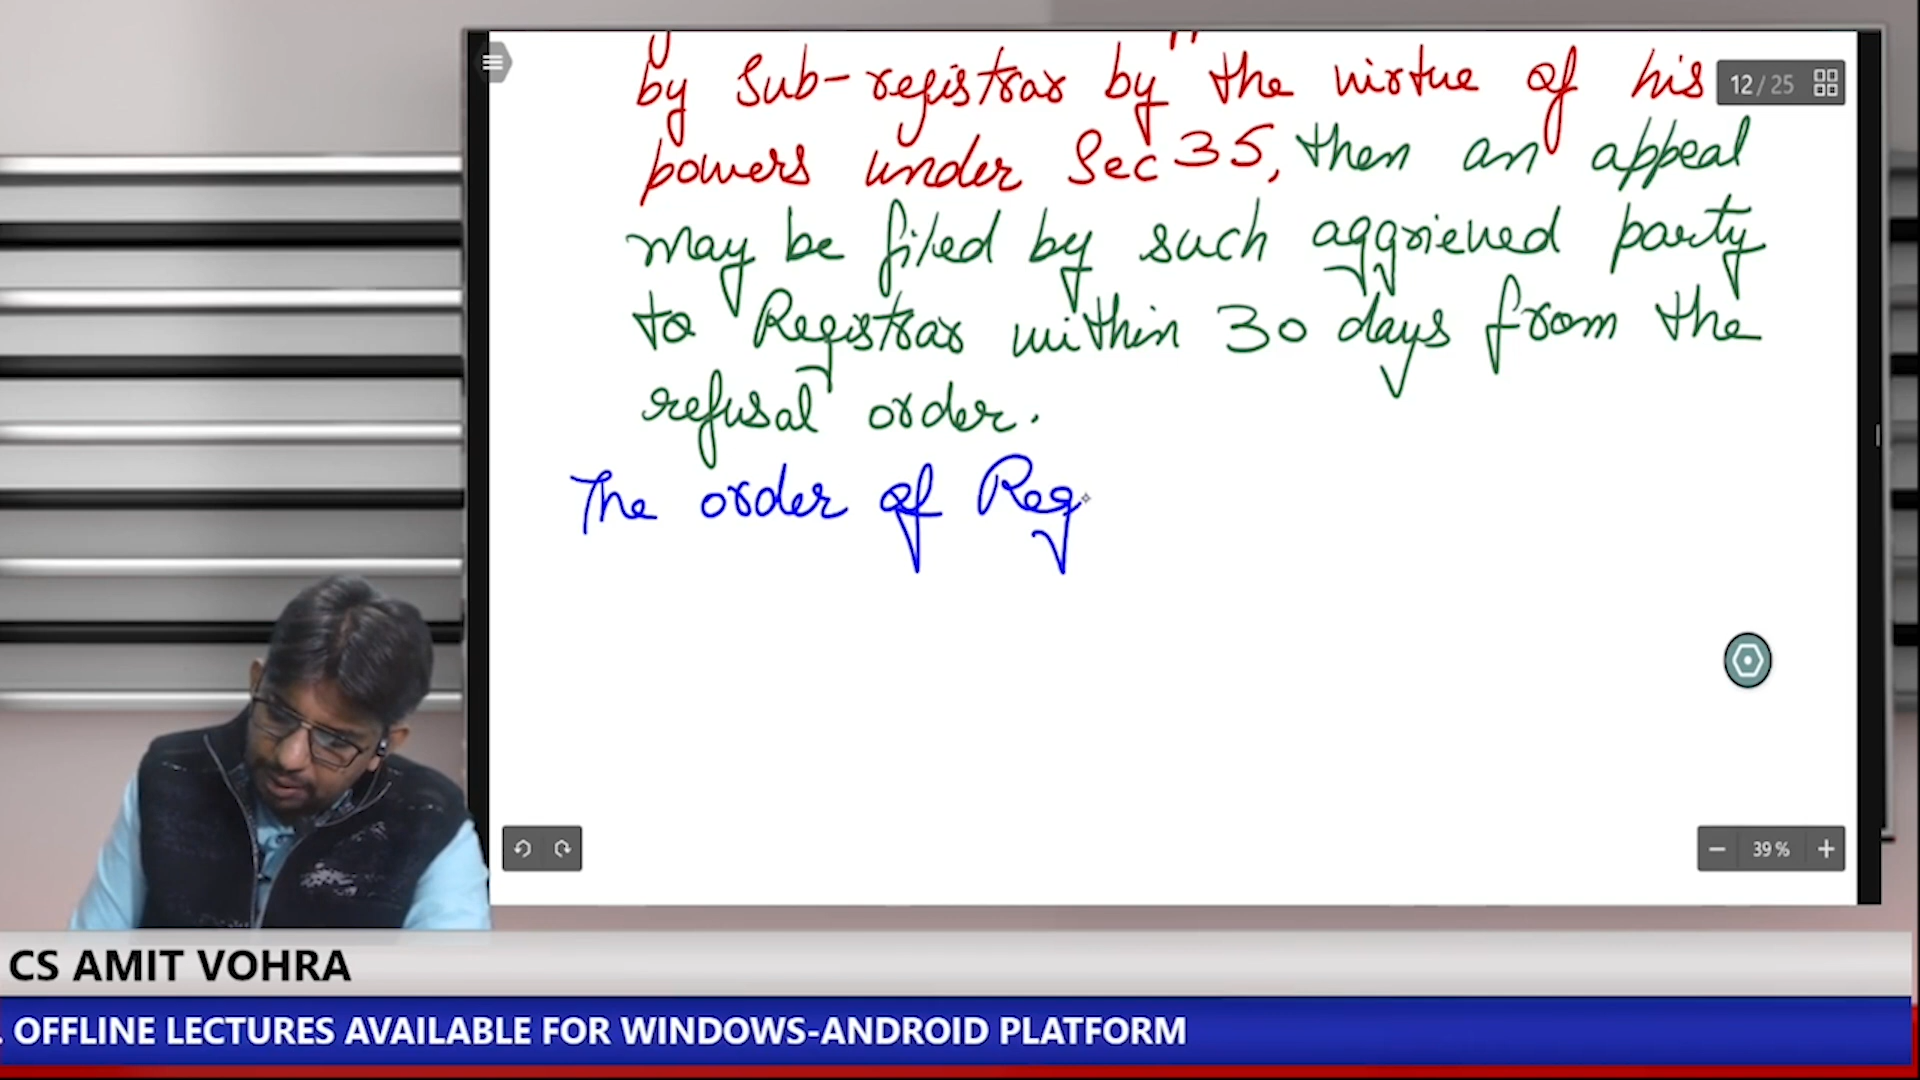 by Sub-registrar by the virtue of his
12 / 25
powers under Sec 35, then an appeal
may be filed by such aggrieved party
to Registrar within 30 days from the
refusal order.
The order of Reg
39 %
CS AMIT VOHRA
. OFFLINE LECTURES AVAILABLE FOR WINDOWS-ANDROID PLATFORM